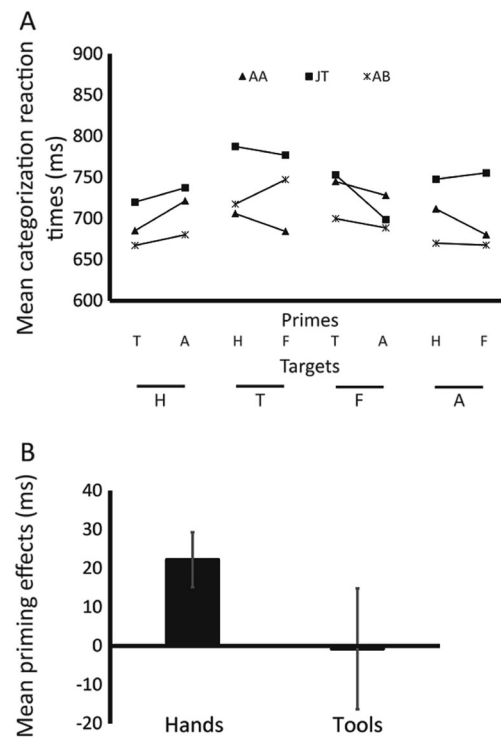 A
Mean categorization reaction
times (ms)
900
850
800
750
700
650
600
AA JT AB
Primes
T A H F T A H F
Targets
H T F A
B
Mean priming effects (ms)
40
30
20
10
0
-10
-20
Hands Tools